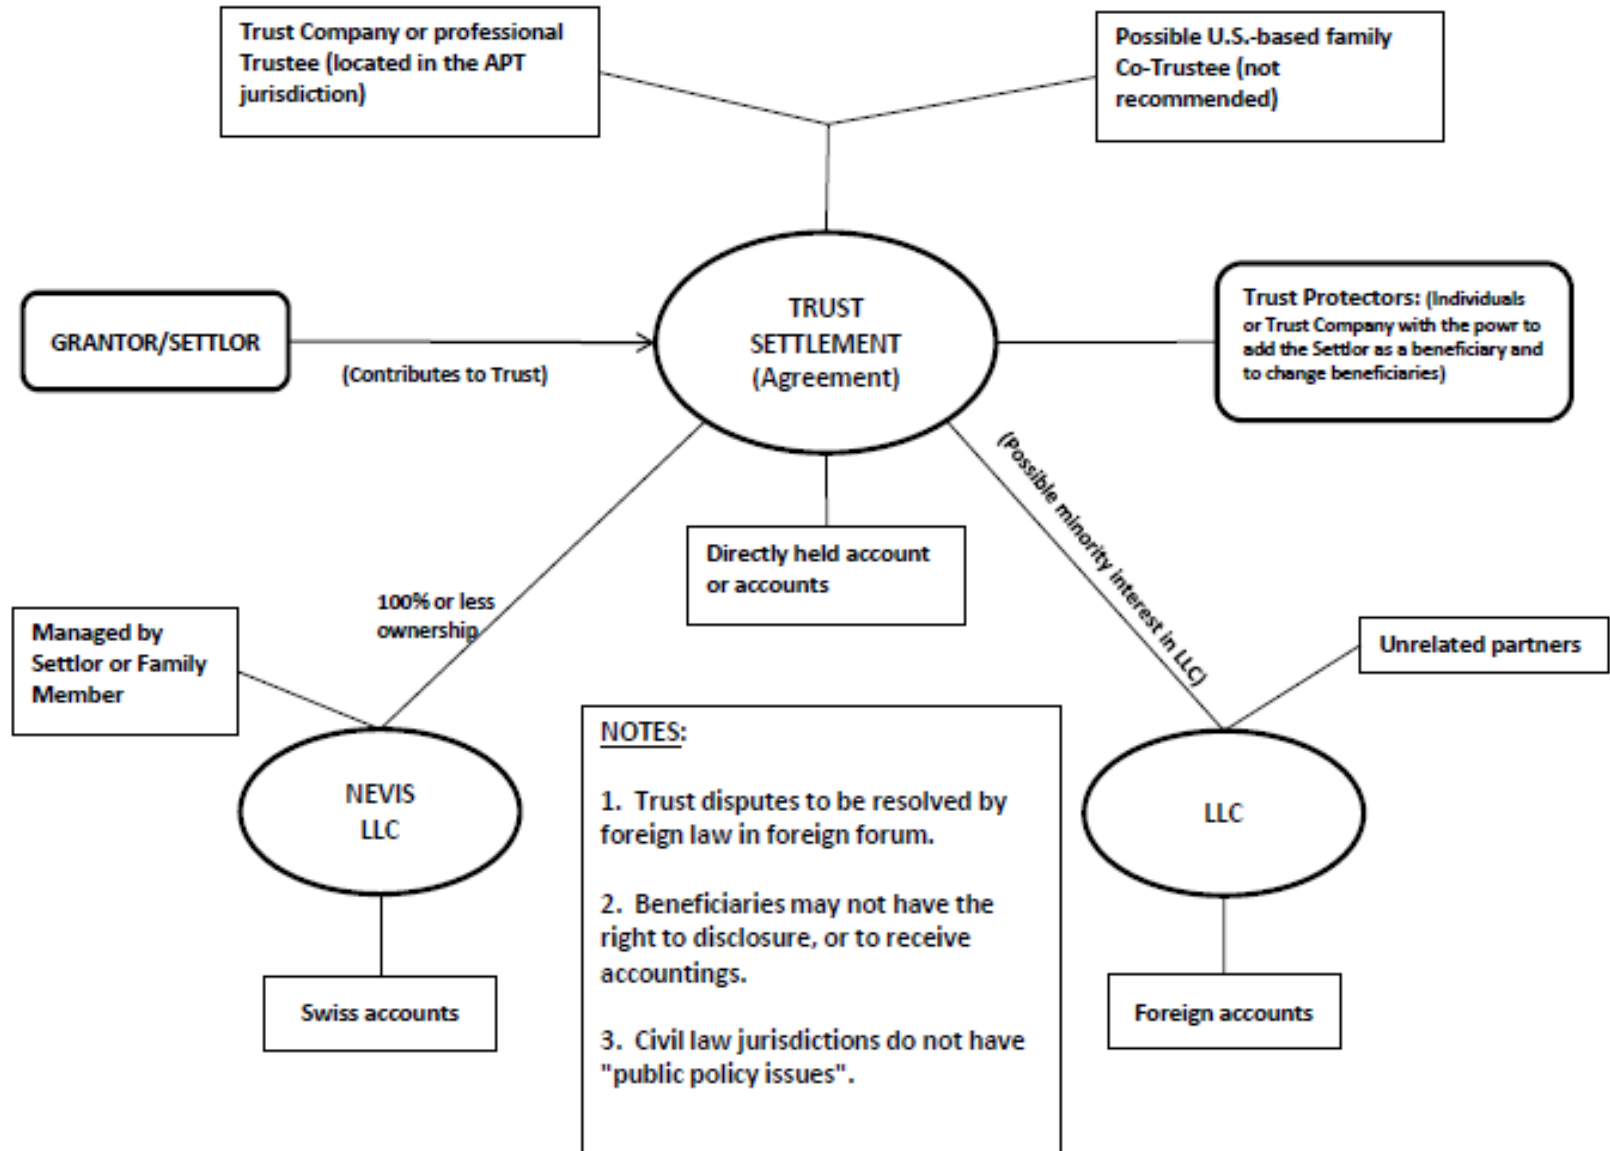 Trust Company or professional
Trustee (located in the APT
jurisdiction)
Possible U.S.-based family
Co-Trustee (not
recommended)
GRANTOR/SETTLOR
(Contributes to Trust)
TRUST
SETTLEMENT
(Agreement)
Trust Protectors: (Individuals
or Trust Company with the powr to
add the Settlor as a beneficiary and
to change beneficiaries)
Directly held account
or accounts
100% or less
ownership
(Possible minority interest in LLC)
Managed by
Settlor or Family
Member
Unrelated partners
NEVIS
LLC
LLC
Swiss accounts
Foreign accounts
NOTES:
1. Trust disputes to be resolved by
foreign law in foreign forum.
2. Beneficiaries may not have the
right to disclosure, or to receive
accountings.
3. Civil law jurisdictions do not have
"public policy issues".